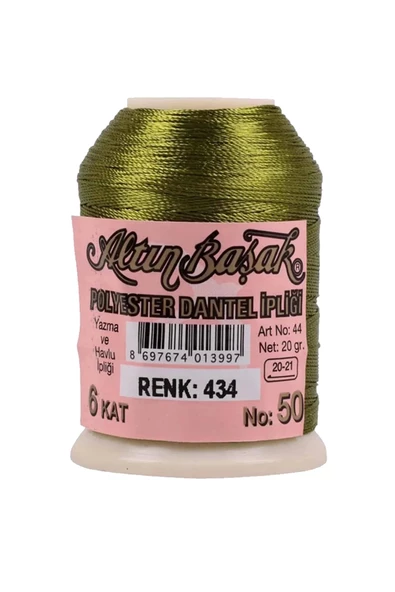 Altın Başak ®
POLYESTER DANTEL İPLİĞİ
Yazma
ve
Havlu
İpliği
8 697674 013997
Art No: 44
Net: 20 gr.
20-21
RENK: 434
6 KAT
No: 50